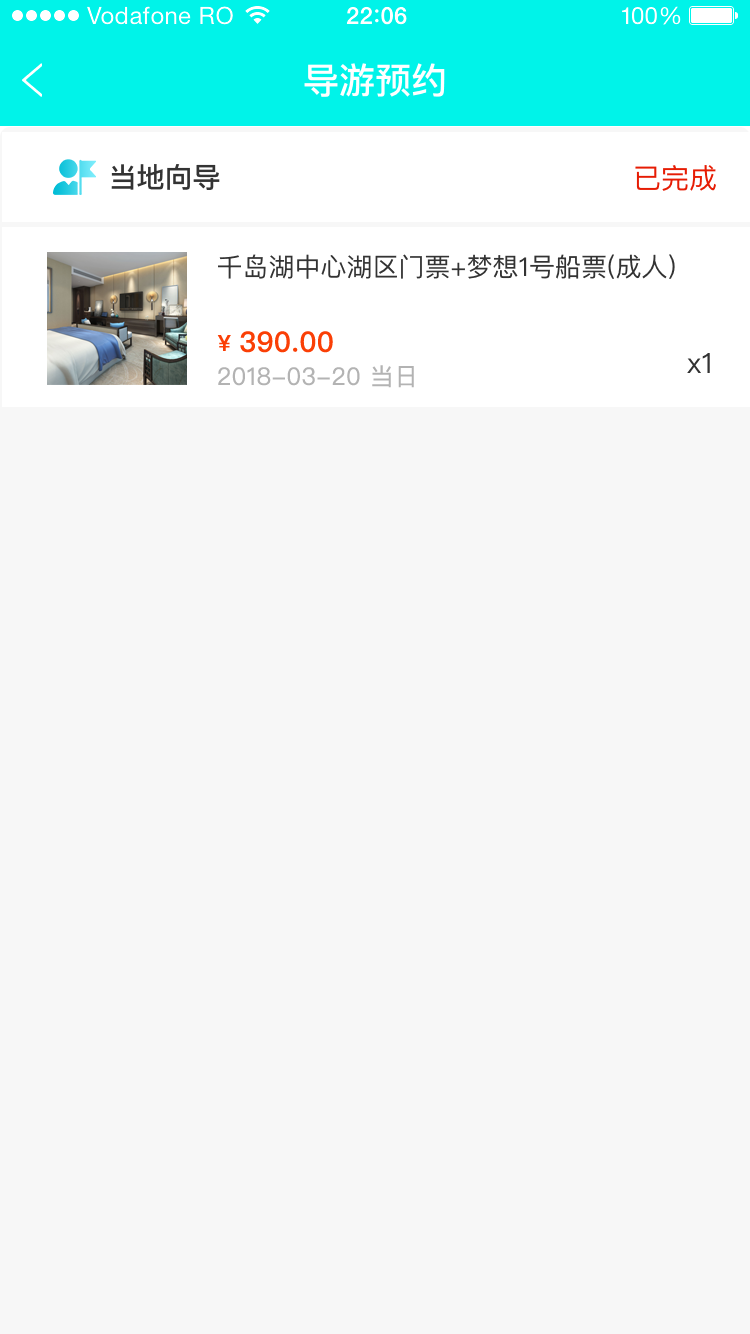 Vodafone RO 22:06 100%
导游预约
当地向导 已完成
千岛湖中心湖区门票+梦想1号船票(成人)
¥ 390.00
2018-03-20 当日
x1